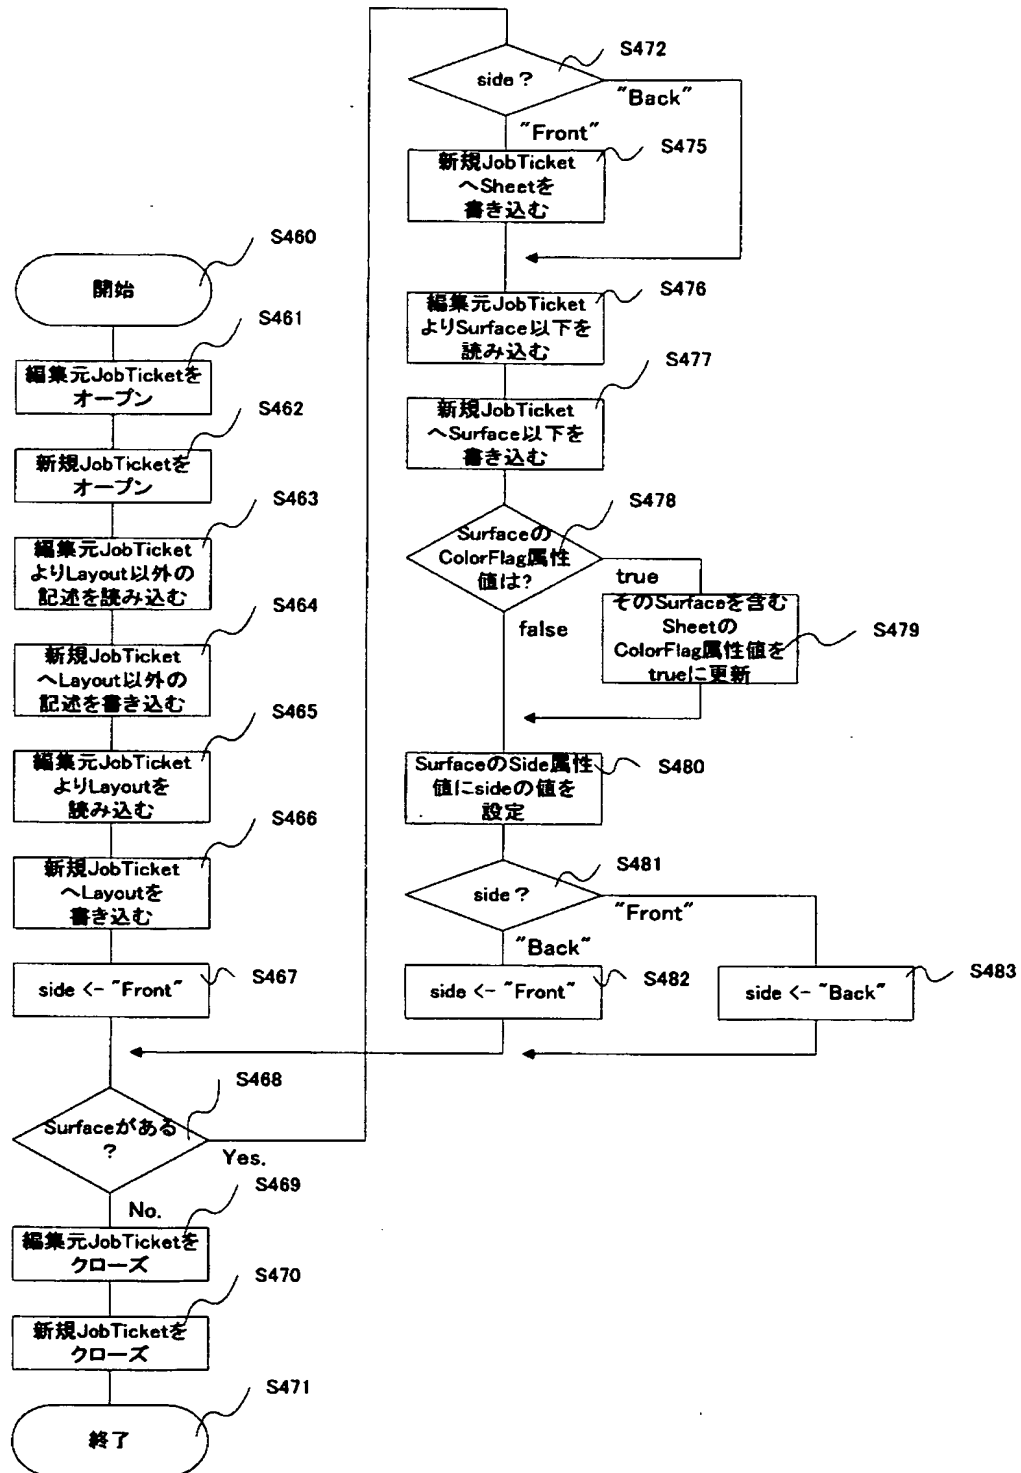 S460
開始
S461
編集元JobTicketを
オープン
S462
新規JobTicketを
オープン
S463
編集元JobTicket
よりLayout以外の
記述を読み込む
S464
新規JobTicket
へLayout以外の
記述を書き込む
S465
編集元JobTicket
よりLayoutを
読み込む
S466
新規JobTicket
へLayoutを
書き込む
S467
side <- "Front"
S468
Surfaceがある
?
Yes.
No.
S469
編集元JobTicketを
クローズ
S470
新規JobTicketを
クローズ
S471
終了
S472
side ?
"Back"
"Front"
S475
新規JobTicket
へSheetを
書き込む
S476
編集元JobTicket
よりSurface以下を
読み込む
S477
新規JobTicket
へSurface以下を
書き込む
S478
Surfaceの
ColorFlag属性
値は?
true
false
そのSurfaceを含む
Sheetの
ColorFlag属性値を
trueに更新
S479
SurfaceのSide属性
値にsideの値を
設定
S480
S481
side ?
"Front"
"Back"
side <- "Front"
S482
side <- "Back"
S483